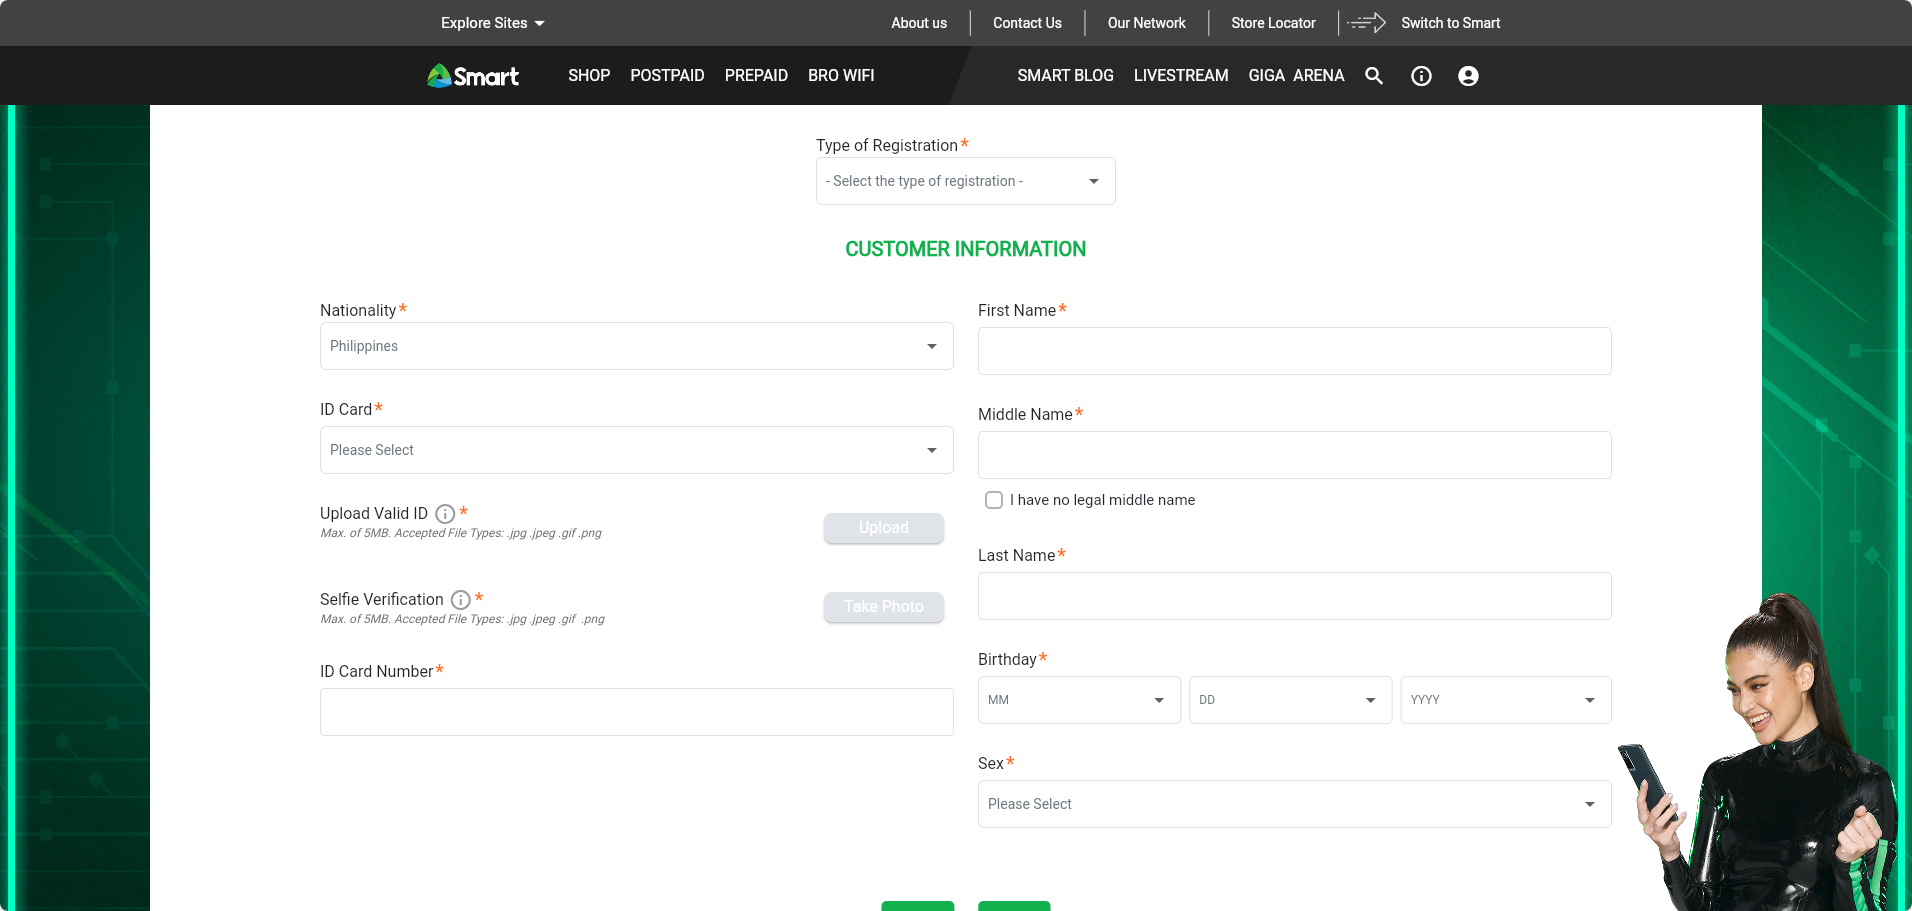 Explore Sites
About us
Contact Us
Our Network
Store Locator
Switch to Smart
Smart
SHOP
POSTPAID
PREPAID
BRO WIFI
SMART BLOG
LIVESTREAM
GIGA ARENA
Type of Registration*
- Select the type of registration -
CUSTOMER INFORMATION
Nationality*
Philippines
ID Card*
Please Select
Upload Valid ID *
Max. of 5MB. Accepted File Types: .jpg .jpeg .gif .png
Upload
Selfie Verification *
Max. of 5MB. Accepted File Types: .jpg .jpeg .gif .png
Take Photo
ID Card Number*
First Name*
Middle Name*
I have no legal middle name
Last Name*
Birthday*
MM
DD
YYYY
Sex*
Please Select